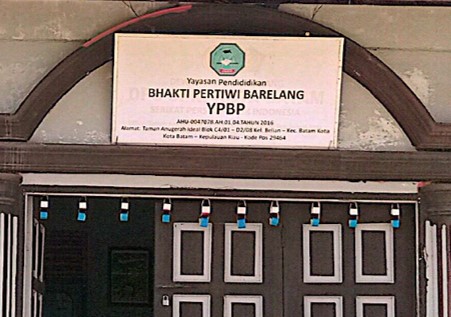 Yayasan Pendididikan
BHAKTI PERTIWI BARELANG
YPBP
AHU-0047078 AH.01.04.TAHUN 2016
Alamat: Taman Anugerah Ideal Blok C4/01 – D2/08 Kel. Belian – Kec. Batam Kota
Kota Batam – Kepulauan Riau - Kode Pos 29464